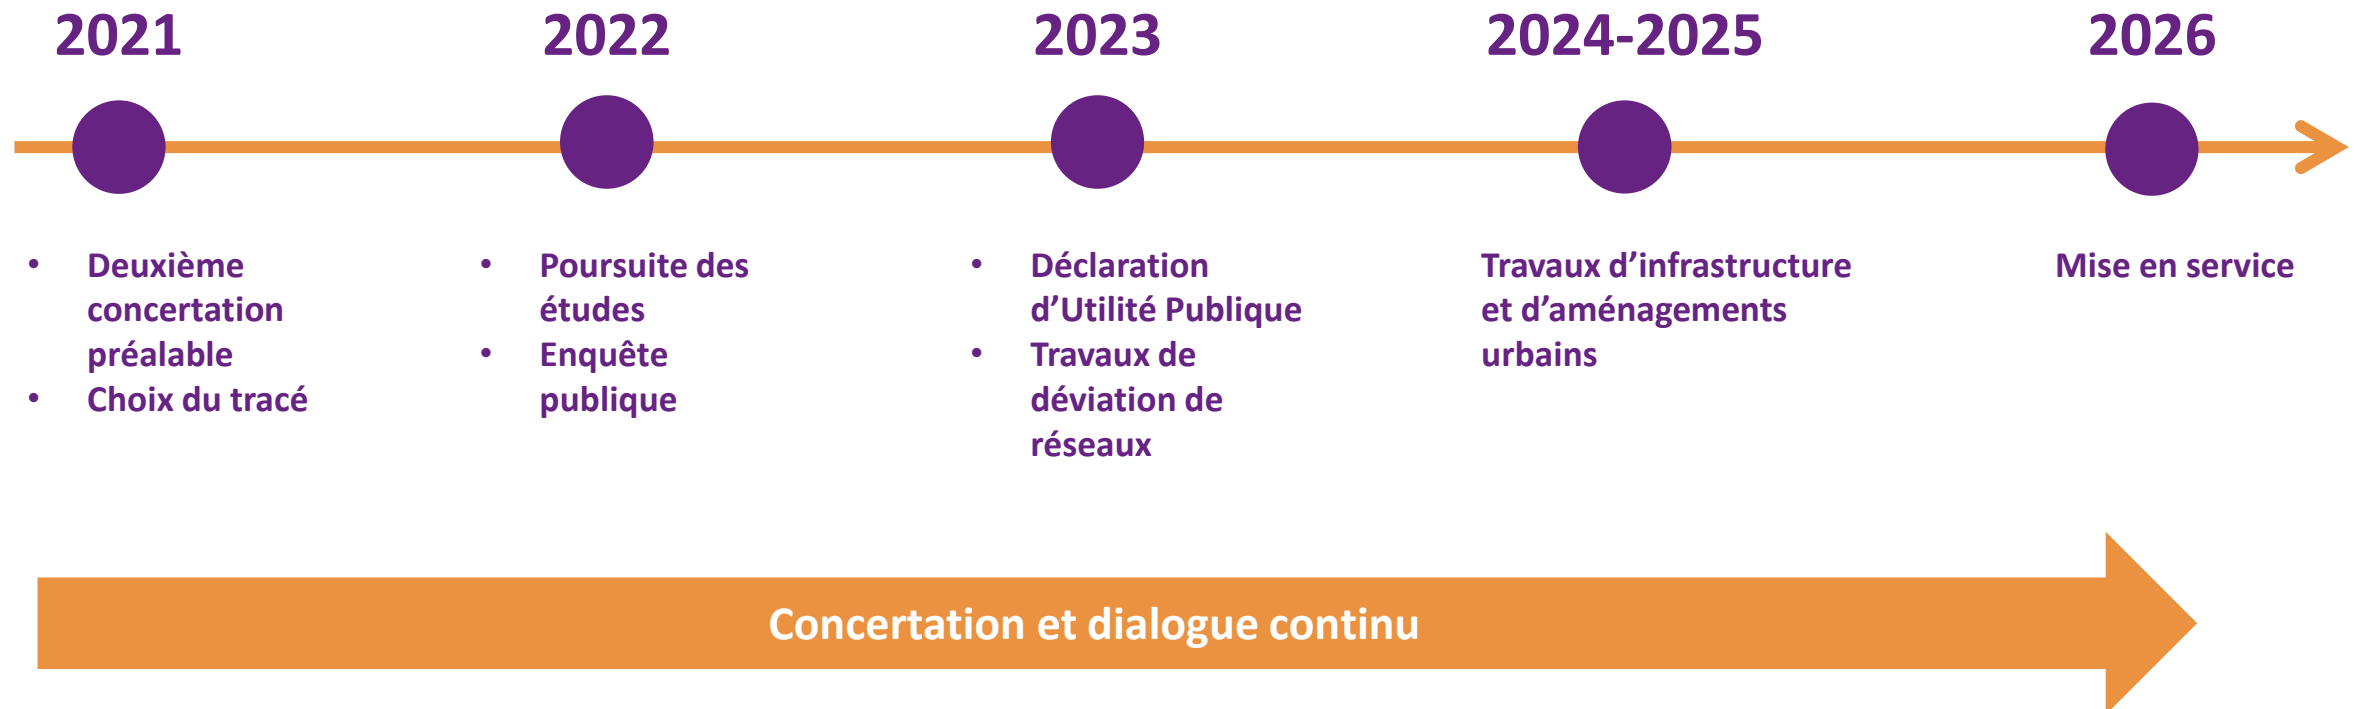 2021
2022
2023
2024-2025
2026
• Deuxième
concertation
préalable
• Choix du tracé
• Poursuite des
études
• Enquête
publique
• Déclaration
d’Utilité Publique
• Travaux de
déviation de
réseaux
Travaux d’infrastructure
et d’aménagements
urbains
Mise en service
Concertation et dialogue continu